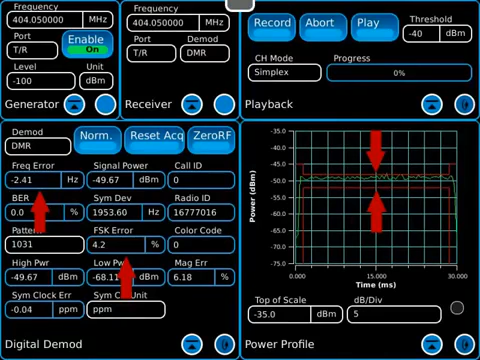 Frequency
404.050000 MHz
Port
T/R
Enable
On
Level
-100
Unit
dBm
Generator
Frequency
404.050000 MHz
Port
T/R
Demod
DMR
Receiver
Record
Abort
Play
Threshold
-40 dBm
CH Mode
Simplex
Progress
0%
Playback
Demod
DMR
Norm.
Reset Acq
ZeroRF
Freq Error
-2.41 Hz
Signal Power
-49.67 dBm
Call ID
0
BER
0.0 %
Sym Dev
1953.60 Hz
Radio ID
16777016
Pattern
1031
FSK Error
4.2 %
Color Code
0
High Pwr
-49.67 dBm
Low Pwr
-68.11 dBm
Mag Err
6.18 %
Sym Clock Err
-0.04 ppm
Sym Unit
ppm
Digital Demod
-35.0
-40.0
-45.0
-50.0
-55.0
-60.0
-65.0
-70.0
-75.0
Power (dBm)
0.000
15.000
30.000
Time (ms)
Top of Scale
-35.0 dBm
dB/Div
5
Power Profile